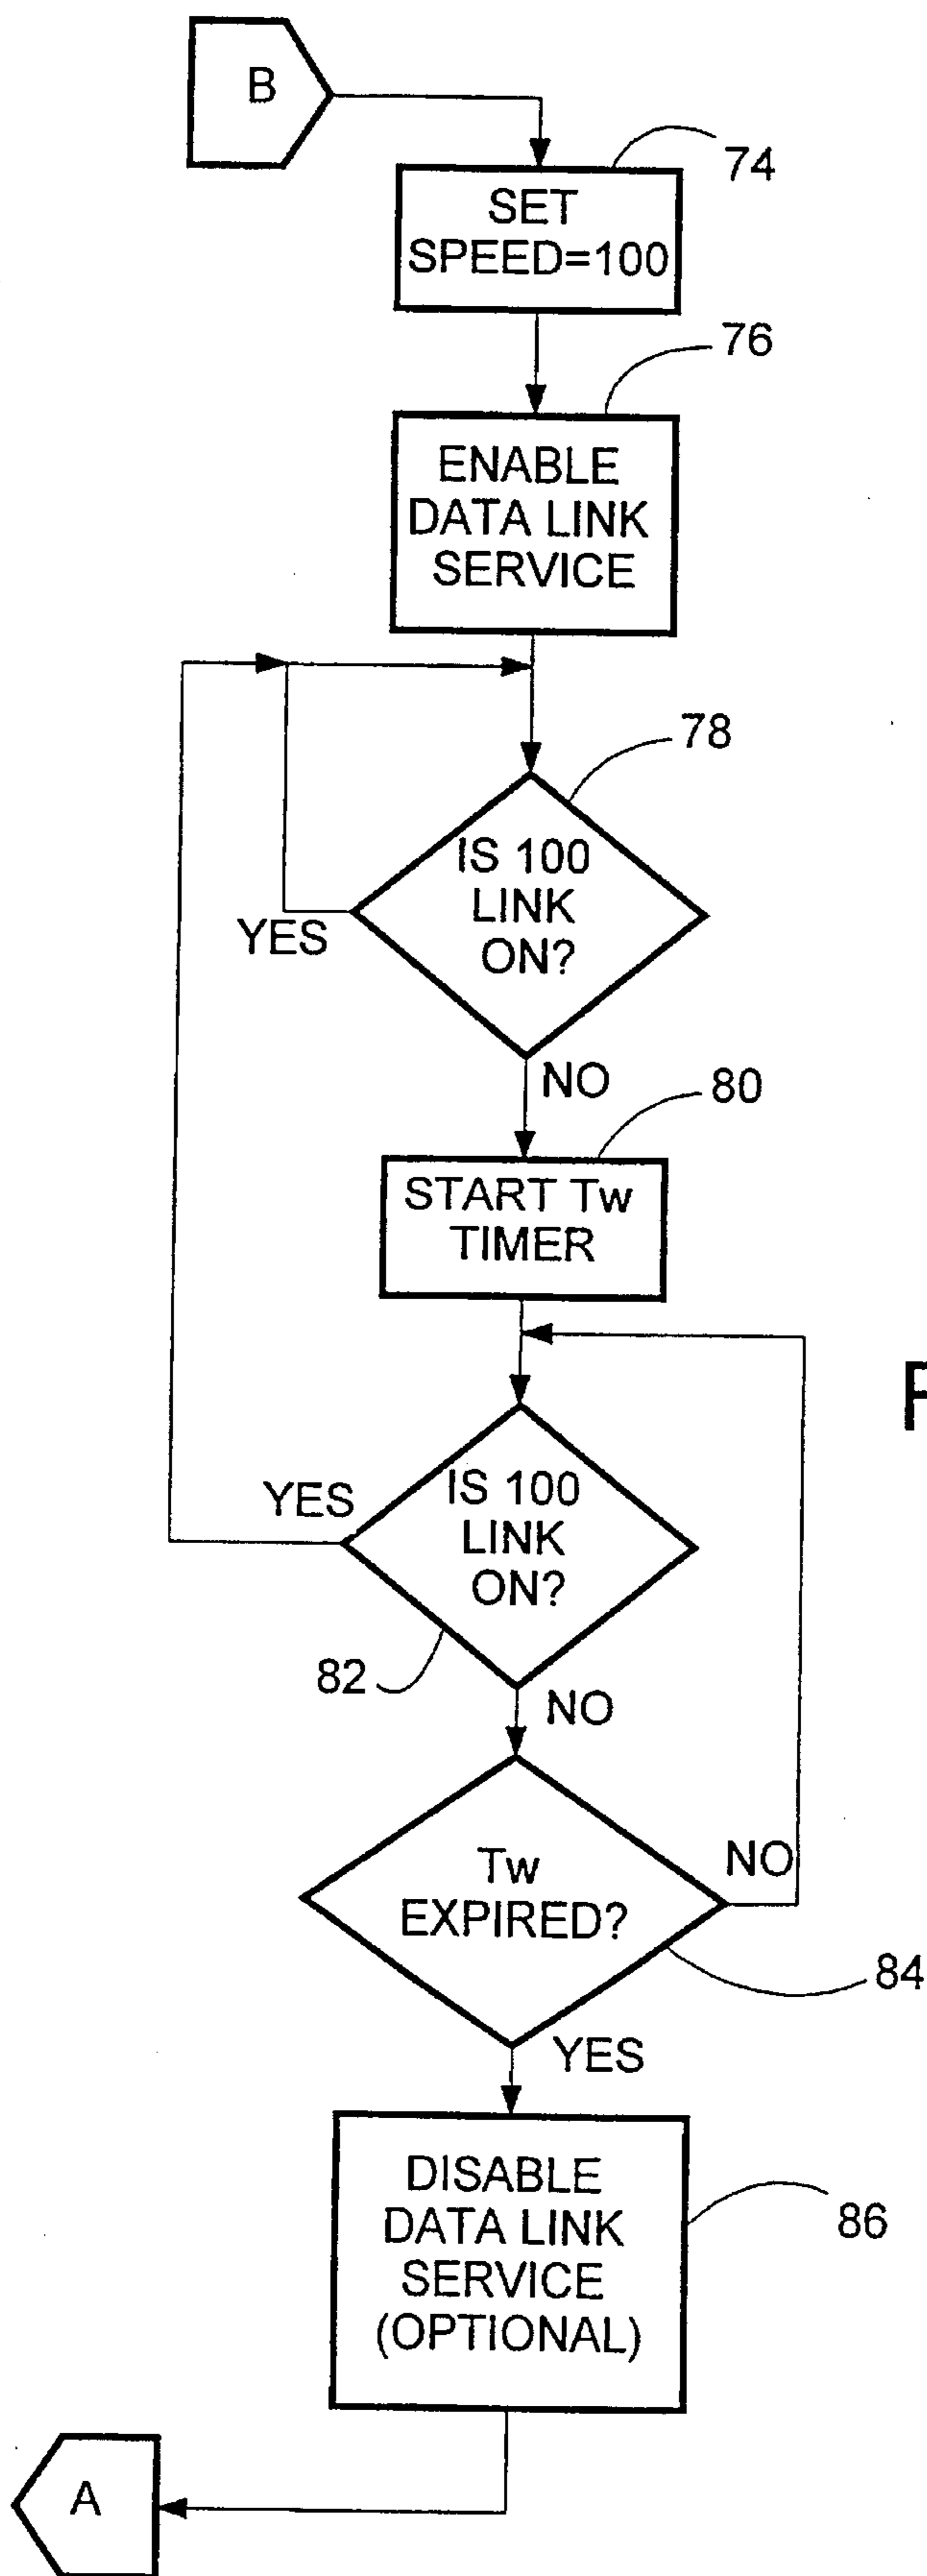 B
74
SET
SPEED=100
76
ENABLE
DATA LINK
SERVICE
78
IS 100
LINK
ON?
YES
NO
80
START Tw
TIMER
YES
IS 100
LINK
ON?
82
NO
Tw
EXPIRED?
NO
84
YES
DISABLE
DATA LINK
SERVICE
(OPTIONAL)
86
A